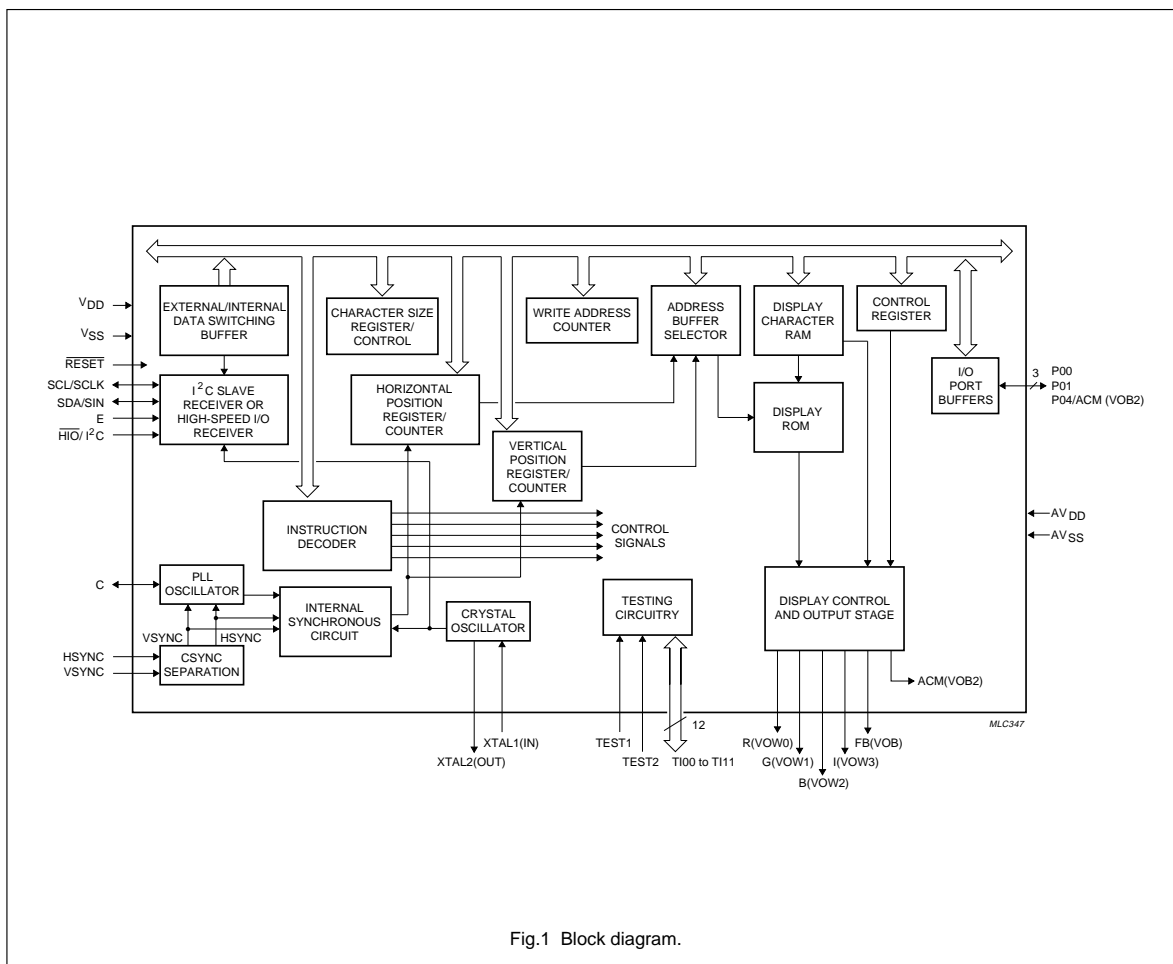 VDD
VSS
RESET
SCL/SCLK
SDA/SIN
E
HIO/ I2C
C
HSYNC
VSYNC
EXTERNAL/INTERNAL
DATA SWITCHING
BUFFER
I2C SLAVE
RECEIVER OR
HIGH-SPEED I/O
RECEIVER
CHARACTER SIZE
REGISTER/
CONTROL
HORIZONTAL
POSITION
REGISTER/
COUNTER
VERTICAL
POSITION
REGISTER/
COUNTER
WRITE ADDRESS
COUNTER
ADDRESS
BUFFER
SELECTOR
DISPLAY
CHARACTER
RAM
CONTROL
REGISTER
DISPLAY
ROM
I/O
PORT
BUFFERS
3
P00
P01
P04/ACM (VOB2)
INSTRUCTION
DECODER
CONTROL
SIGNALS
AVDD
AVSS
PLL
OSCILLATOR
VSYNC
HSYNC
CSYNC
SEPARATION
INTERNAL
SYNCHRONOUS
CIRCUIT
CRYSTAL
OSCILLATOR
TESTING
CIRCUITRY
DISPLAY CONTROL
AND OUTPUT STAGE
ACM(VOB2)
MLC347
12
XTAL1(IN)
XTAL2(OUT)
TEST1
TEST2
TI00 to TI11
R(VOW0)
G(VOW1)
B(VOW2)
I(VOW3)
FB(VOB)
Fig.1 Block diagram.